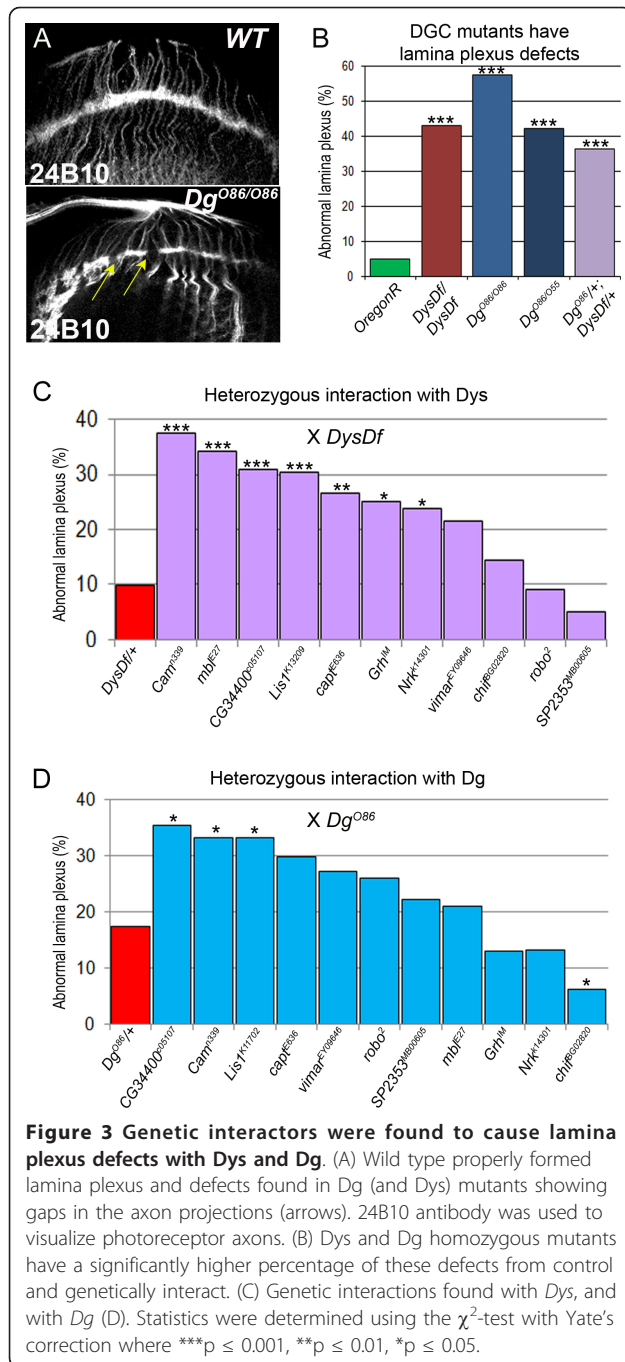 A
WT
24B10
Dg^O86/O86
24B10
B
DGC mutants have
lamina plexus defects
Abnormal lamina plexus (%)
60
50
40
30
20
10
0
***
***
***
***
OregonR
DysDf/
DysDf
Dg^O86/O86
Dg^O86/O55
Dg^O86/+;
DysDf/+
C
Heterozygous interaction with Dys
X DysDf
Abnormal lamina plexus (%)
40
30
20
10
0
***
***
***
***
**
*
*
DysDf/+
Cam^n339
mbl^E27
CG34400^c05107
Lis1^K13209
capt^E636
Grh^IM
Nrk^k14301
vimar^EY09646
chif^BG02820
robo^2
SP2353^MB00605
D
Heterozygous interaction with Dg
X Dg^O86
Abnormal lamina plexus (%)
40
30
20
10
0
*
*
*
*
Dg^O86/+
CG34400^c05107
Cam^n339
Lis1^K11702
capt^E636
vimar^EY09646
robo^2
SP2353^MB00605
mbl^E27
Grh^IM
Nrk^k14301
chif^BG02820
Figure 3 Genetic interactors were found to cause lamina
plexus defects with Dys and Dg. (A) Wild type properly formed
lamina plexus and defects found in Dg (and Dys) mutants showing
gaps in the axon projections (arrows). 24B10 antibody was used to
visualize photoreceptor axons. (B) Dys and Dg homozygous mutants
have a significantly higher percentage of these defects from control
and genetically interact. (C) Genetic interactions found with Dys, and
with Dg (D). Statistics were determined using the χ²-test with Yate's
correction where ***p ≤ 0.001, **p ≤ 0.01, *p ≤ 0.05.